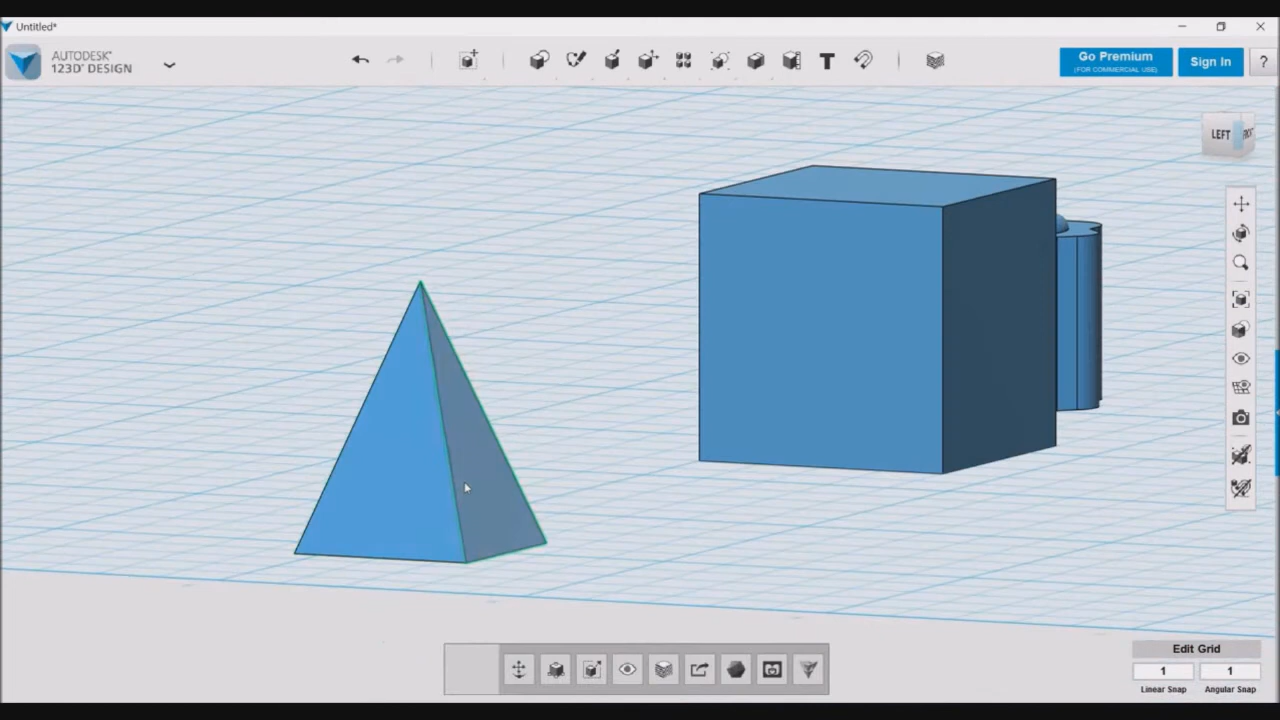 Untitled*
AUTODESK®
123D® DESIGN
T
Go Premium
(FOR COMMERCIAL USE)
Sign In
?
LEFT
Edit Grid
1
1
Linear Snap
Angular Snap